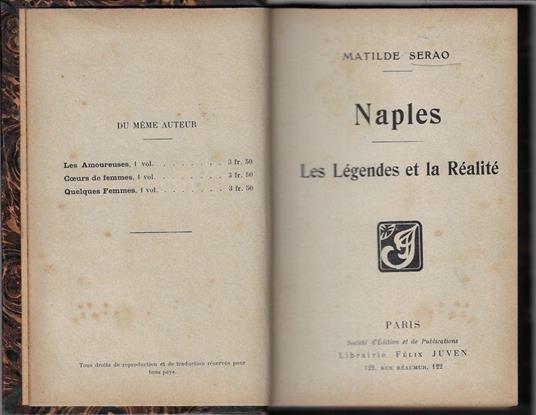 DU MÊME AUTEUR
Les Amoureuses, 1 vol. . . . . . . . 3 fr. 50
Cœurs de femmes, 1 vol. . . . . . . 3 fr. 50
Quelques Femmes, 1 vol. . . . . . . 3 fr. 50
Tous droits de reproduction et de traduction réservés pour
tous pays.
MATILDE SERAO
Naples
Les Légendes et la Réalité
PARIS
Société d'Édition et de Publications
Librairie FÉLIX JUVEN
122, RUE RÉAUMUR, 122